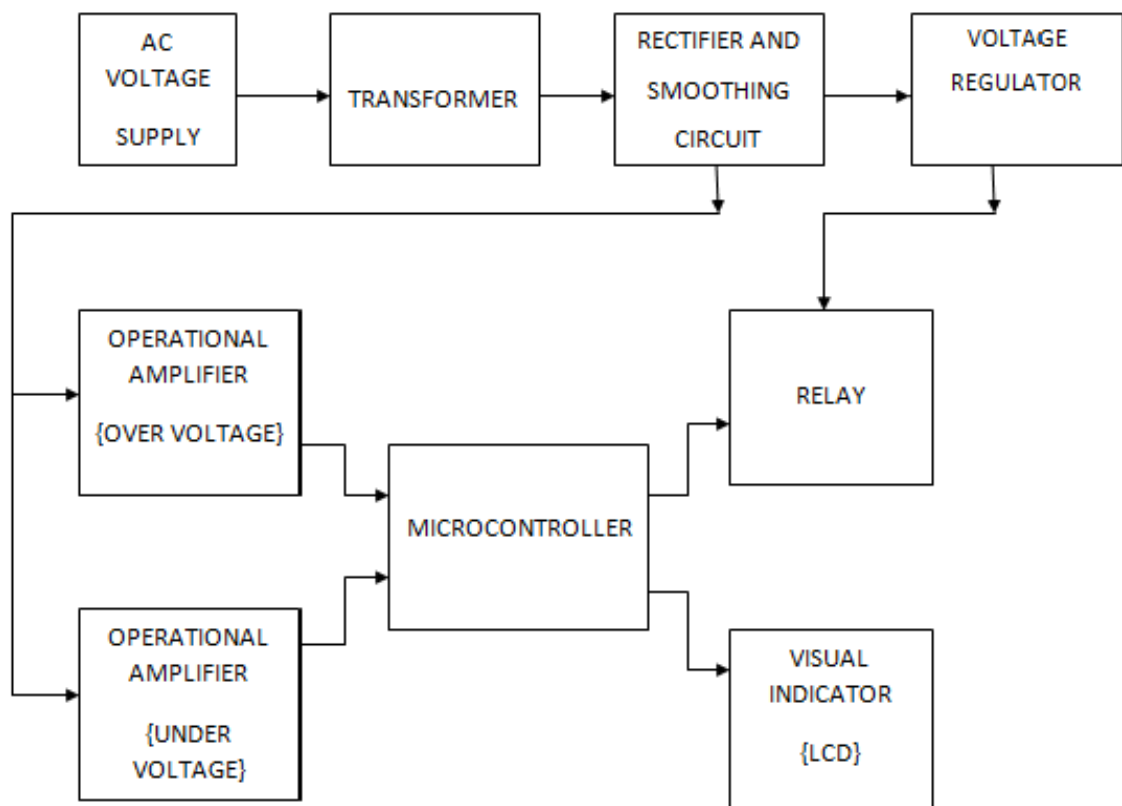 AC
VOLTAGE
SUPPLY
TRANSFORMER
RECTIFIER AND
SMOOTHING
CIRCUIT
VOLTAGE
REGULATOR
OPERATIONAL
AMPLIFIER
{OVER VOLTAGE}
RELAY
MICROCONTROLLER
OPERATIONAL
AMPLIFIER
{UNDER
VOLTAGE}
VISUAL
INDICATOR
{LCD}